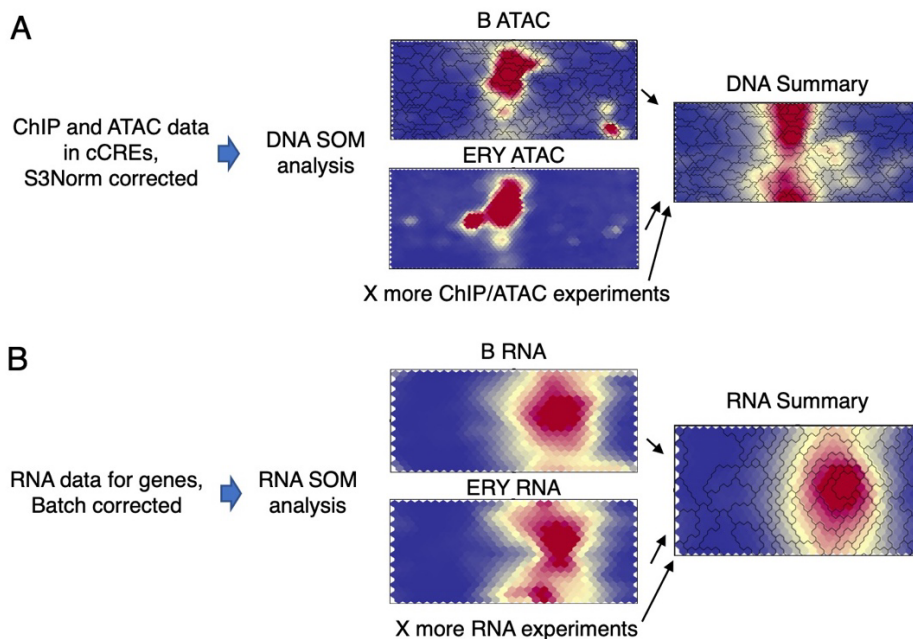 A
B ATAC
DNA Summary
ChIP and ATAC data
in cCREs,
S3Norm corrected
DNA SOM
analysis
ERY ATAC
X more ChIP/ATAC experiments
B
B RNA
RNA Summary
RNA data for genes,
Batch corrected
RNA SOM
analysis
ERY RNA
X more RNA experiments